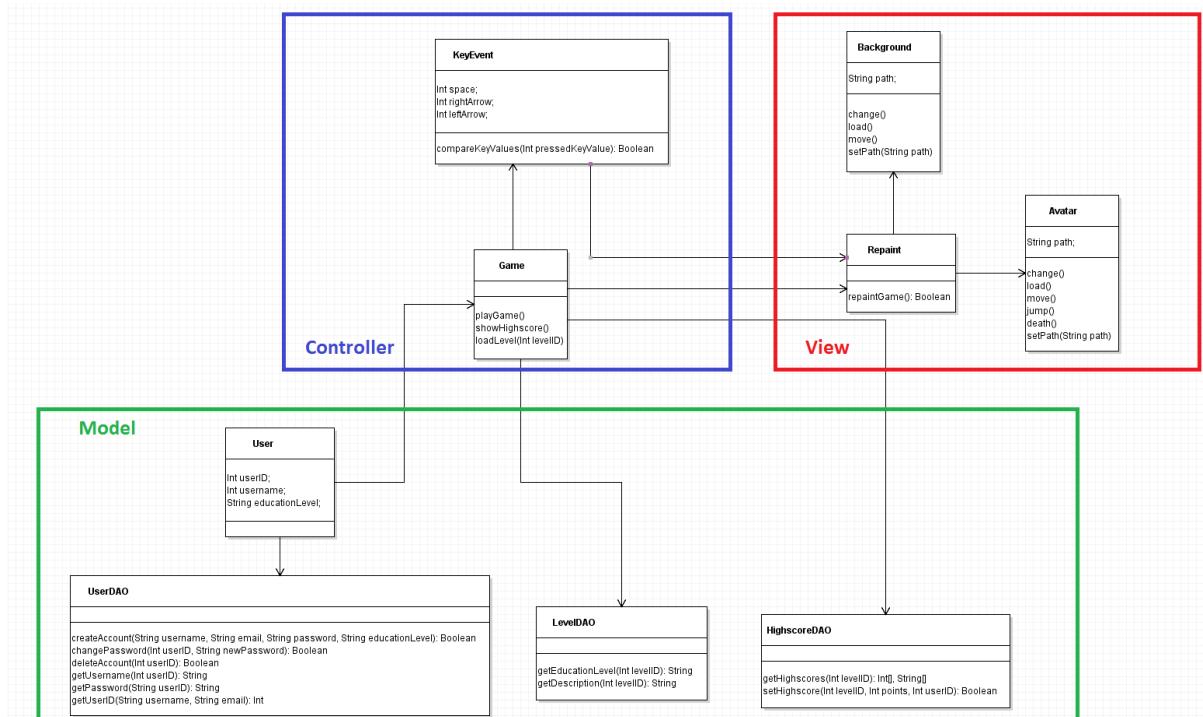 KeyEvent
Int space;
Int rightArrow;
Int leftArrow;
compareKeyValues(Int pressedKeyValue): Boolean
Game
playGame()
showHighscore()
loadLevel(Int levelID)
Controller
Background
String path;
change()
load()
move()
setPath(String path)
Avatar
String path;
change()
load()
move()
jump()
death()
setPath(String path)
Repaint
repaintGame(): Boolean
View
Model
User
Int userID;
Int username;
String educationLevel;
UserDAO
createAccount(String username, String email, String password, String educationLevel): Boolean
changePassword(Int userID, String newPassword): Boolean
deleteAccount(Int userID): Boolean
getUsername(Int userID): String
getPassword(String userID): String
getUserID(String username, String email): Int
LevelDAO
getEducationLevel(Int levelID): String
getDescription(Int levelID): String
HighscoreDAO
getHighscores(Int levelID): Int[], String[]
setHighscore(Int levelID, Int points, Int userID): Boolean